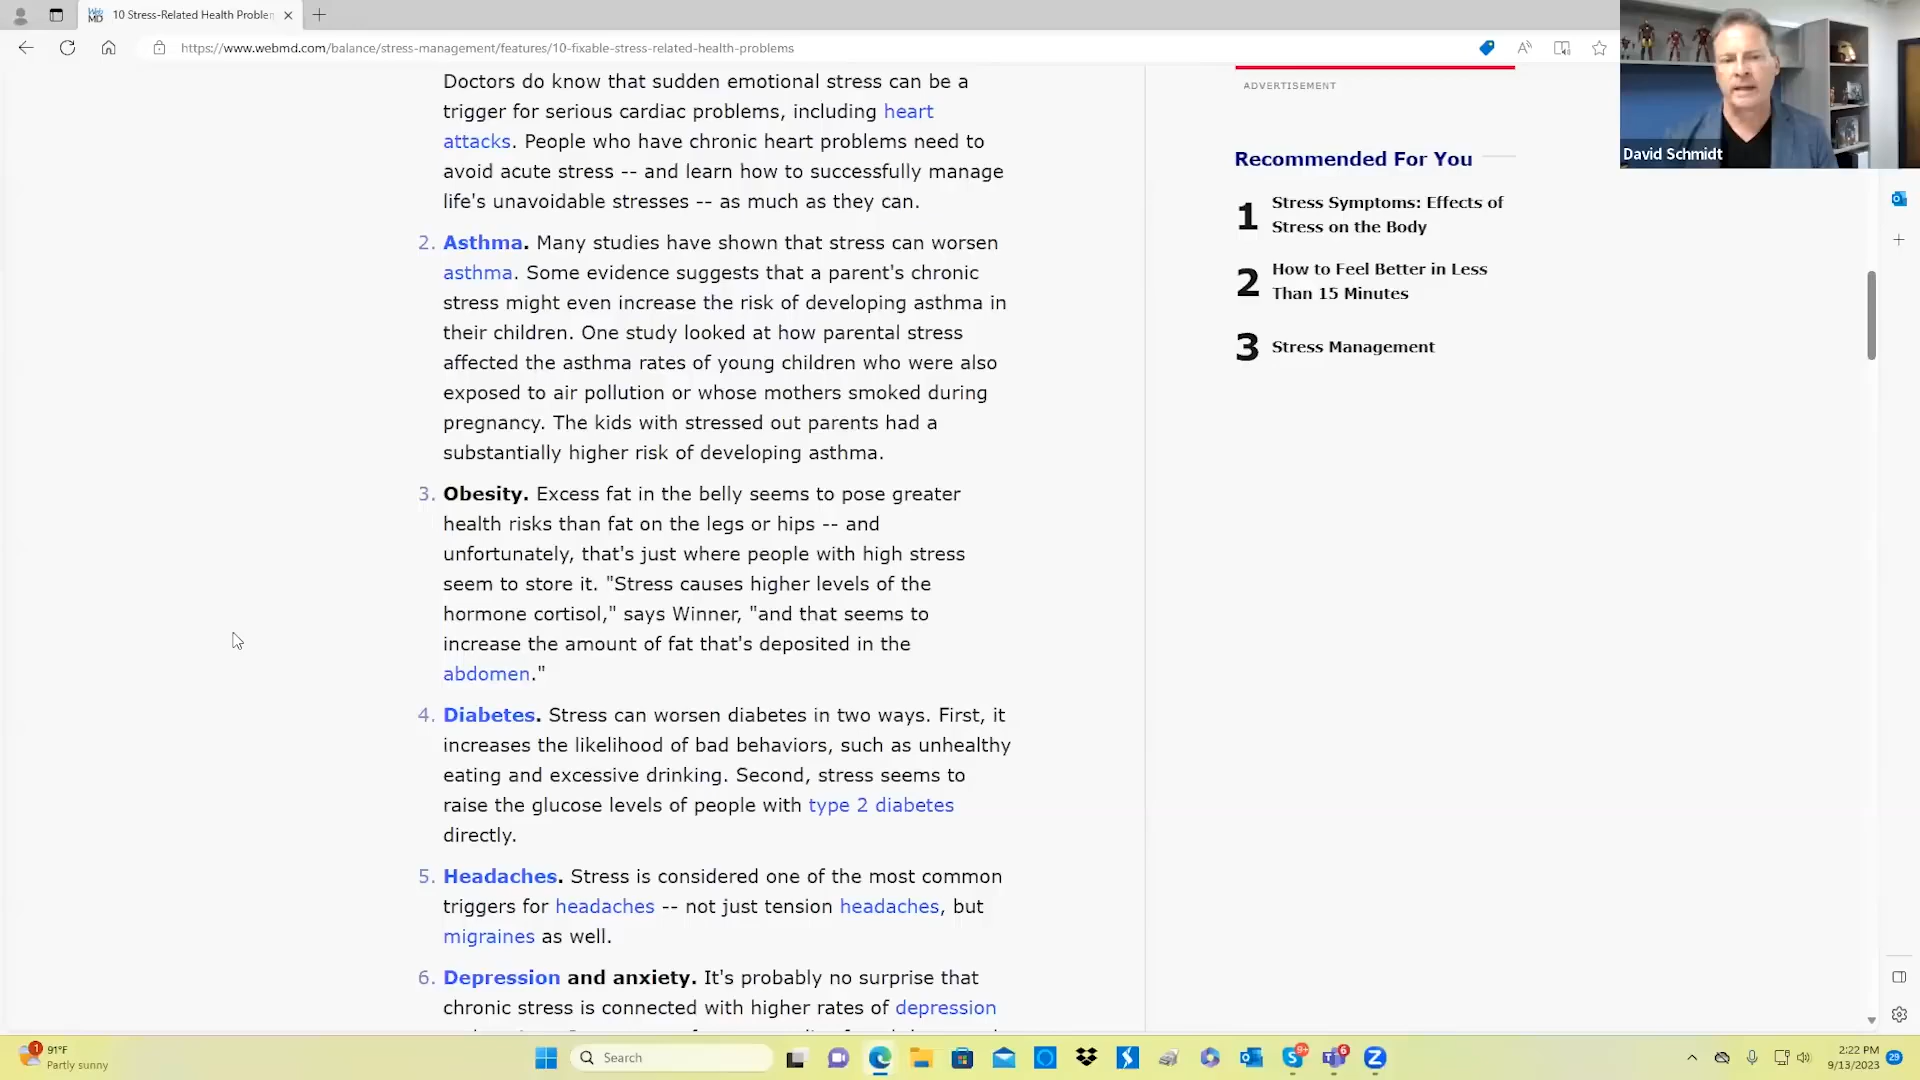 10 Stress-Related Health Problem
https://www.webmd.com/balance/stress-management/features/10-fixable-stress-related-health-problems
Doctors do know that sudden emotional stress can be a
trigger for serious cardiac problems, including heart
attacks. People who have chronic heart problems need to
avoid acute stress -- and learn how to successfully manage
life's unavoidable stresses -- as much as they can.
2. Asthma. Many studies have shown that stress can worsen
asthma. Some evidence suggests that a parent's chronic
stress might even increase the risk of developing asthma in
their children. One study looked at how parental stress
affected the asthma rates of young children who were also
exposed to air pollution or whose mothers smoked during
pregnancy. The kids with stressed out parents had a
substantially higher risk of developing asthma.
3. Obesity. Excess fat in the belly seems to pose greater
health risks than fat on the legs or hips -- and
unfortunately, that's just where people with high stress
seem to store it. "Stress causes higher levels of the
hormone cortisol," says Winner, "and that seems to
increase the amount of fat that's deposited in the
abdomen."
4. Diabetes. Stress can worsen diabetes in two ways. First, it
increases the likelihood of bad behaviors, such as unhealthy
eating and excessive drinking. Second, stress seems to
raise the glucose levels of people with type 2 diabetes
directly.
5. Headaches. Stress is considered one of the most common
triggers for headaches -- not just tension headaches, but
migraines as well.
6. Depression and anxiety. It's probably no surprise that
chronic stress is connected with higher rates of depression
ADVERTISEMENT
Recommended For You
1 Stress Symptoms: Effects of
Stress on the Body
2 How to Feel Better in Less
Than 15 Minutes
3 Stress Management
David Schmidt
1
91°F
Partly sunny
Search
9+
6
2:22 PM
9/13/2023
29